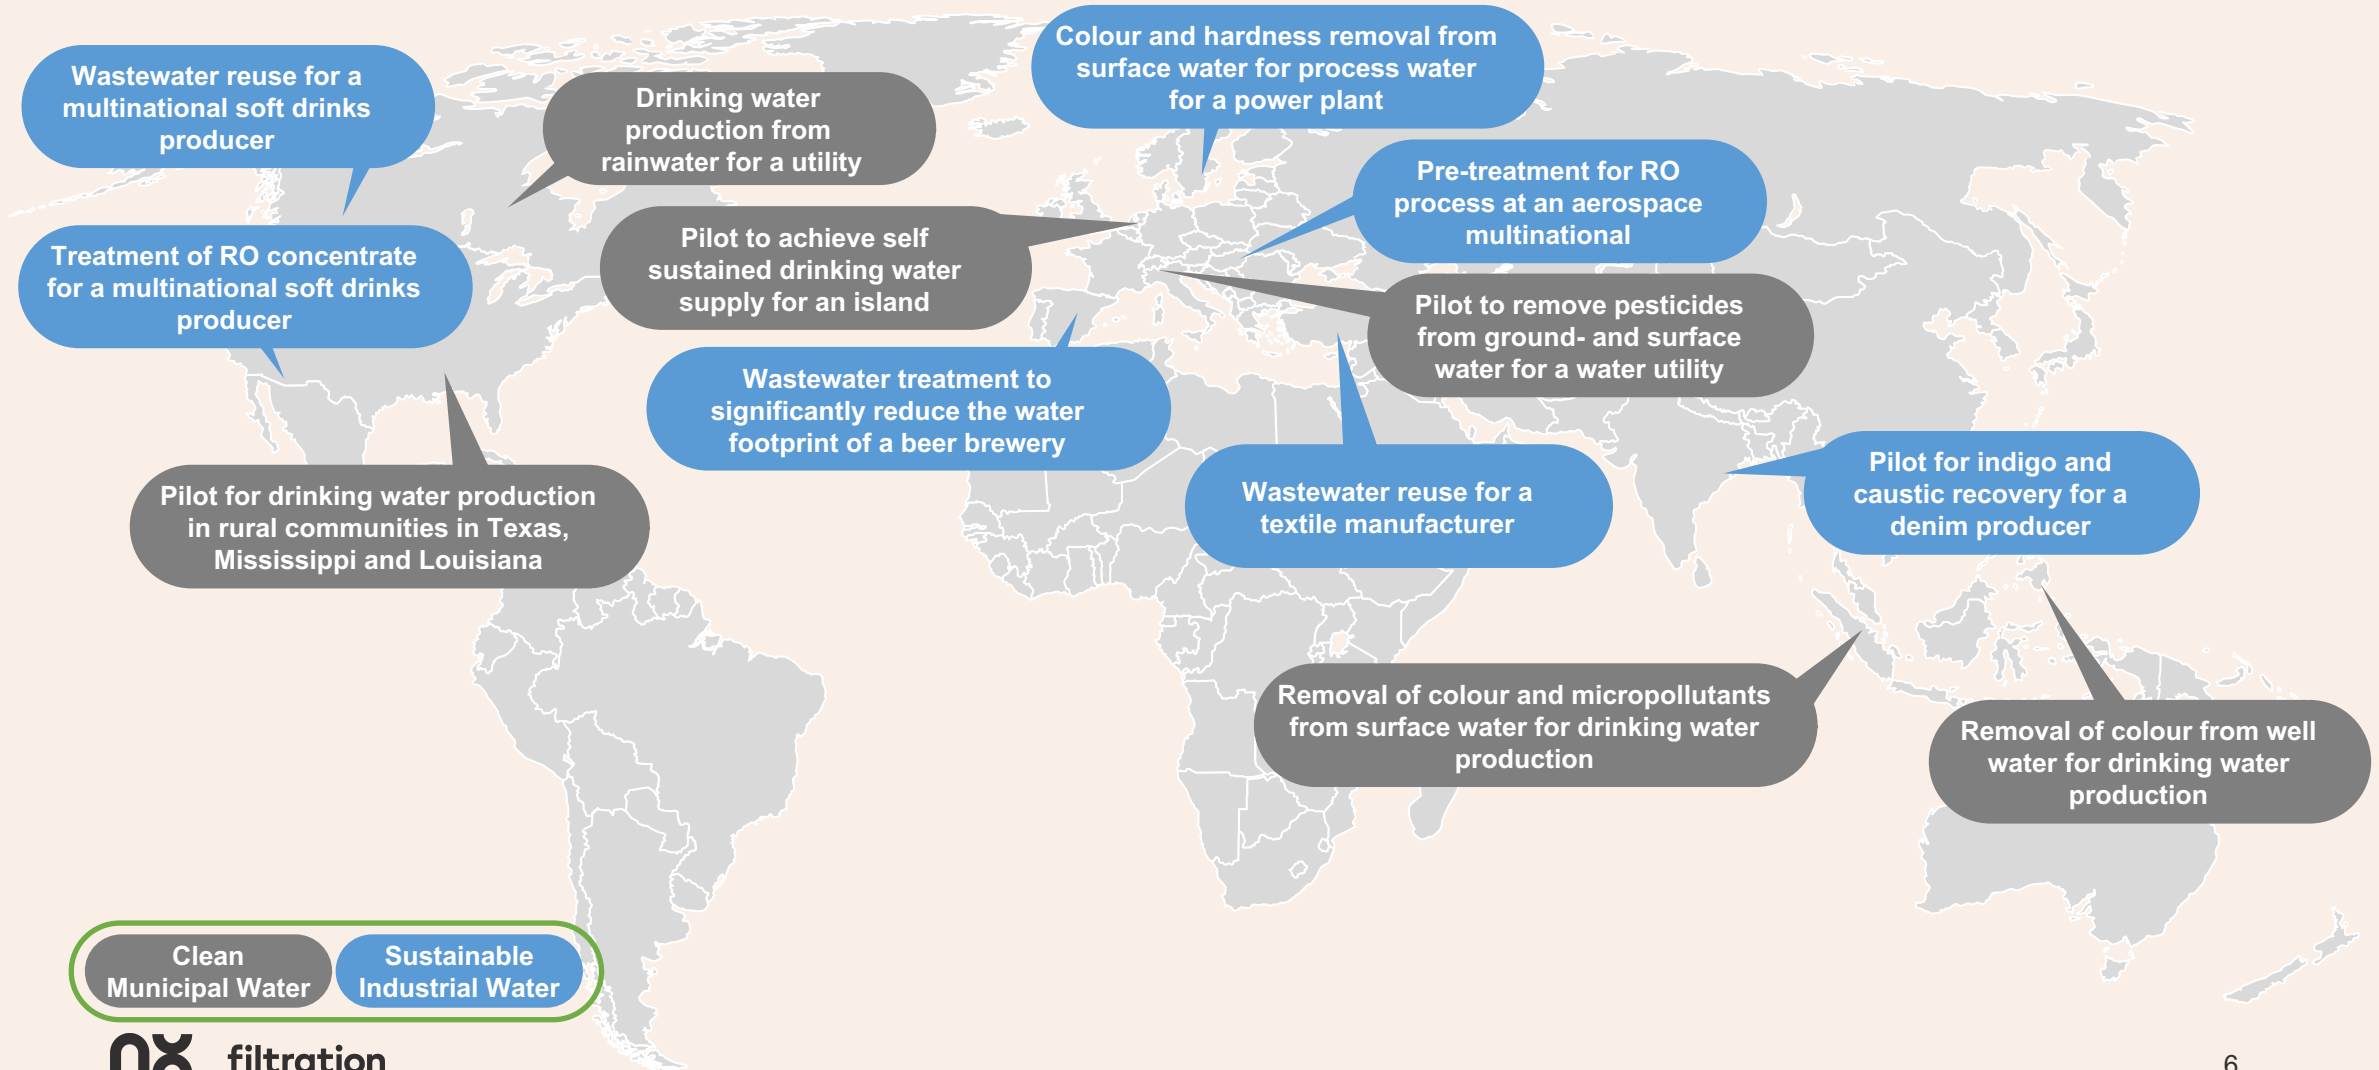 Wastewater reuse for a
multinational soft drinks
producer
Drinking water
production from
rainwater for a utility
Colour and hardness removal from
surface water for process water
for a power plant
Pre-treatment for RO
process at an aerospace
multinational
Treatment of RO concentrate
for a multinational soft drinks
producer
Pilot to achieve self
sustained drinking water
supply for an island
Pilot to remove pesticides
from ground- and surface
water for a water utility
Wastewater treatment to
significantly reduce the water
footprint of a beer brewery
Wastewater reuse for a
textile manufacturer
Pilot for indigo and
caustic recovery for a
denim producer
Pilot for drinking water production
in rural communities in Texas,
Mississippi and Louisiana
Removal of colour and micropollutants
from surface water for drinking water
production
Removal of colour from well
water for drinking water
production
Clean
Municipal Water
Sustainable
Industrial Water
nx filtration
6